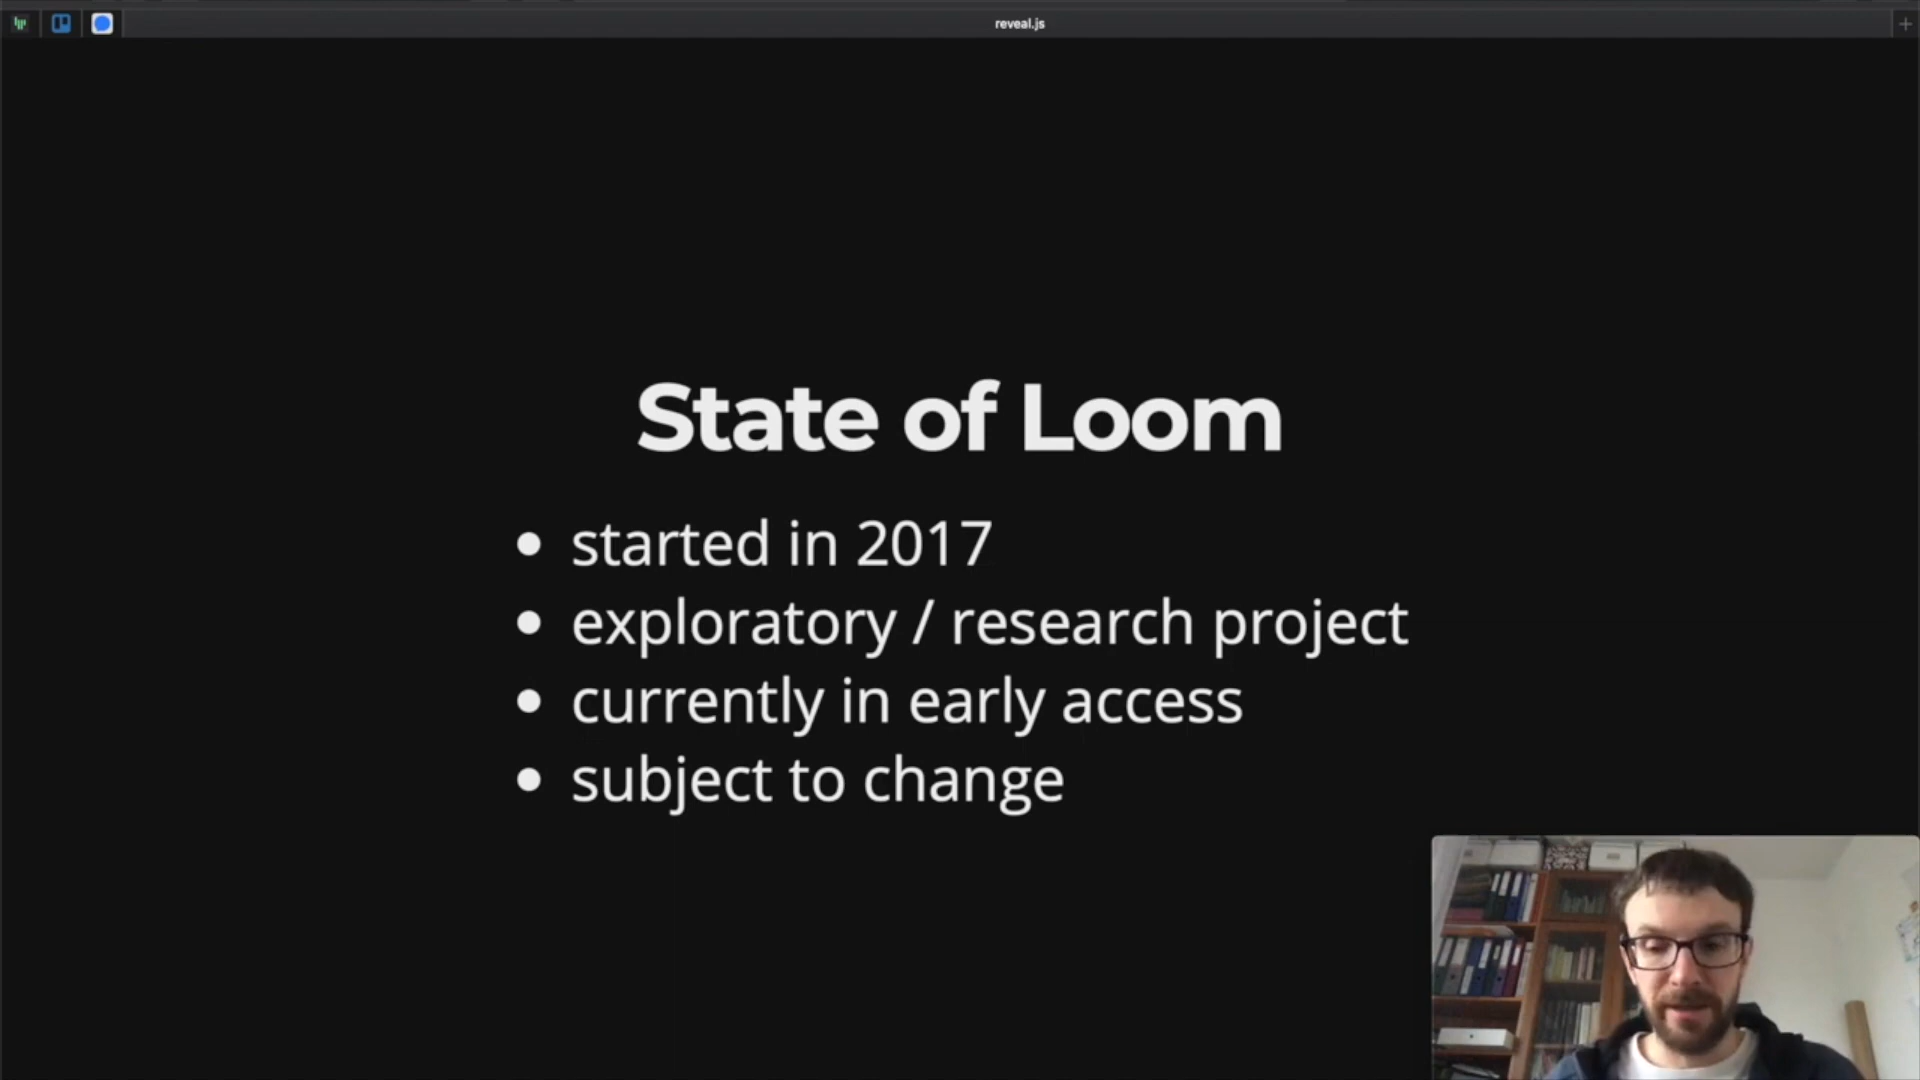 reveal.js
State of Loom
started in 2017
exploratory / research project
currently in early access
subject to change